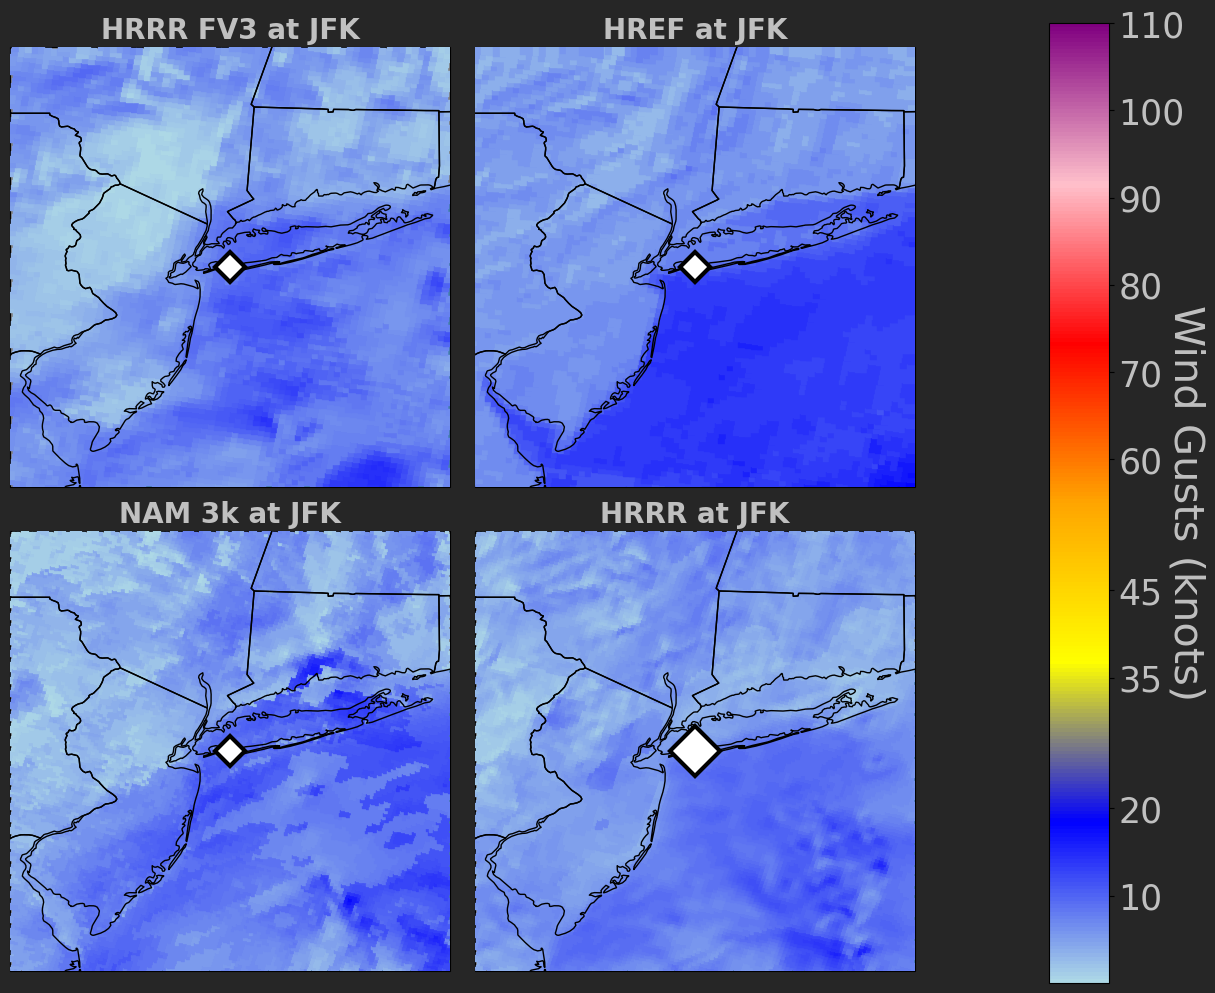 HRRR FV3 at JFK
HREF at JFK
NAM 3k at JFK
HRRR at JFK
110
100
90
80
70
60
45
35
20
10
Wind Gusts (knots)